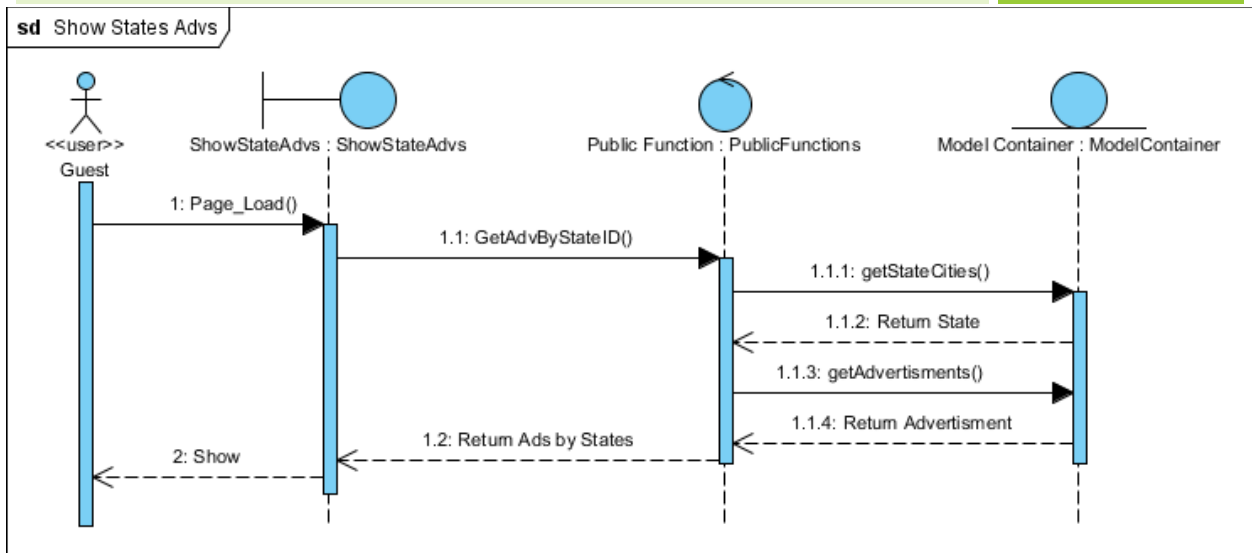 sd Show States Advs
<<user>>
Guest
ShowStateAdvs : ShowStateAdvs
Public Function : PublicFunctions
Model Container : ModelContainer
1: Page_Load()
1.1: GetAdvByStateID()
1.1.1: getStateCities()
1.1.2: Return State
1.1.3: getAdvertisments()
1.1.4: Return Advertisment
1.2: Return Ads by States
2: Show